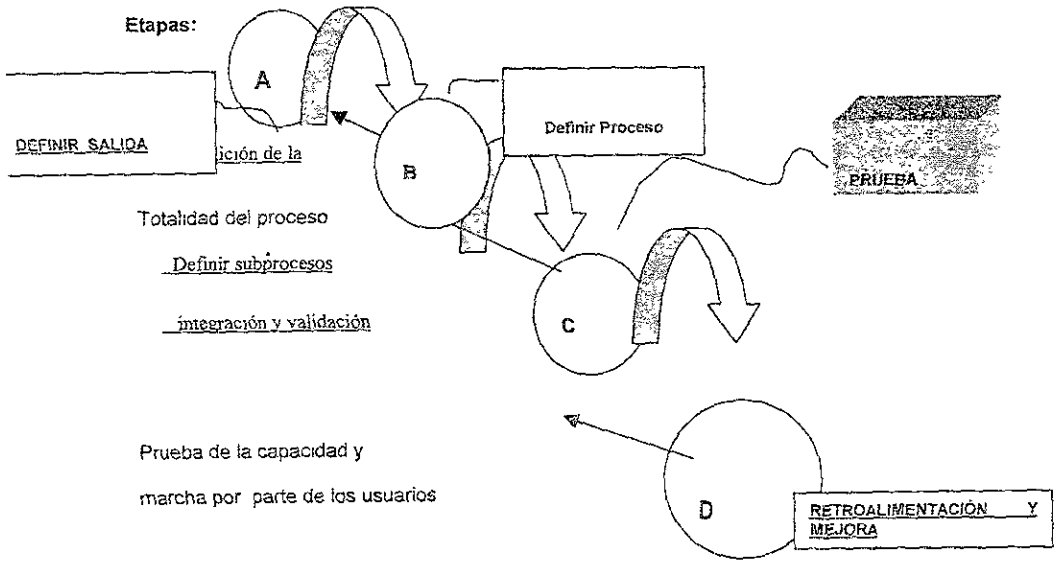 Etapas:
A
DEFINIR SALIDA
ición de la
B
Definir Proceso
PRUEBA
Totalidad del proceso
Definir subprocesos
integración y validación
C
Prueba de la capacidad y
marcha por parte de los usuarios
D
RETROALIMENTACIÓN Y
MEJORA